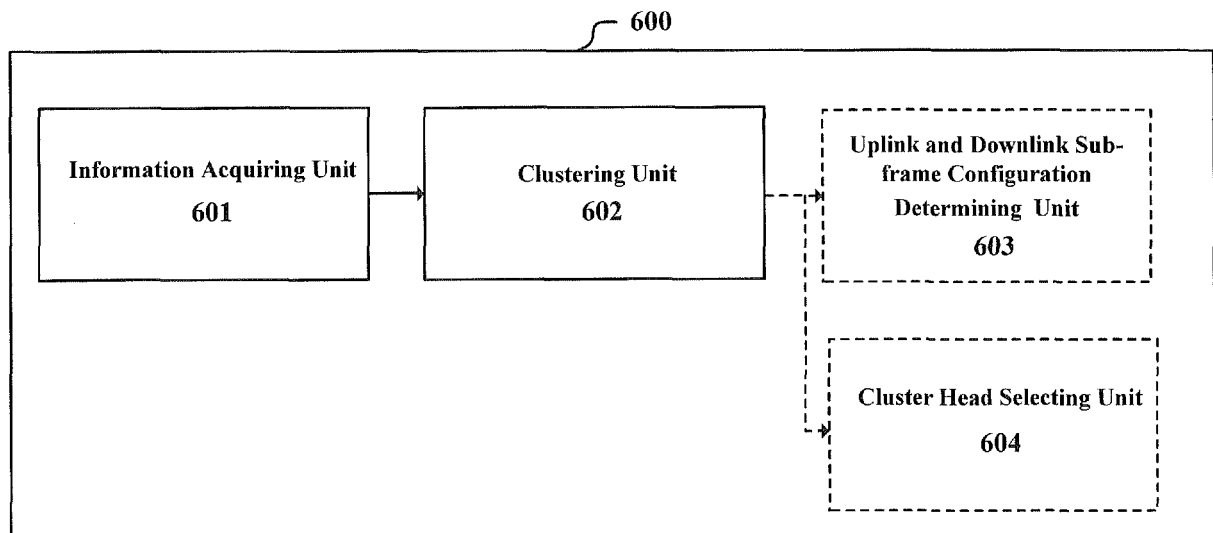 600
Information Acquiring Unit
601
Clustering Unit
602
Uplink and Downlink Sub-
frame Configuration
Determining Unit
603
Cluster Head Selecting Unit
604